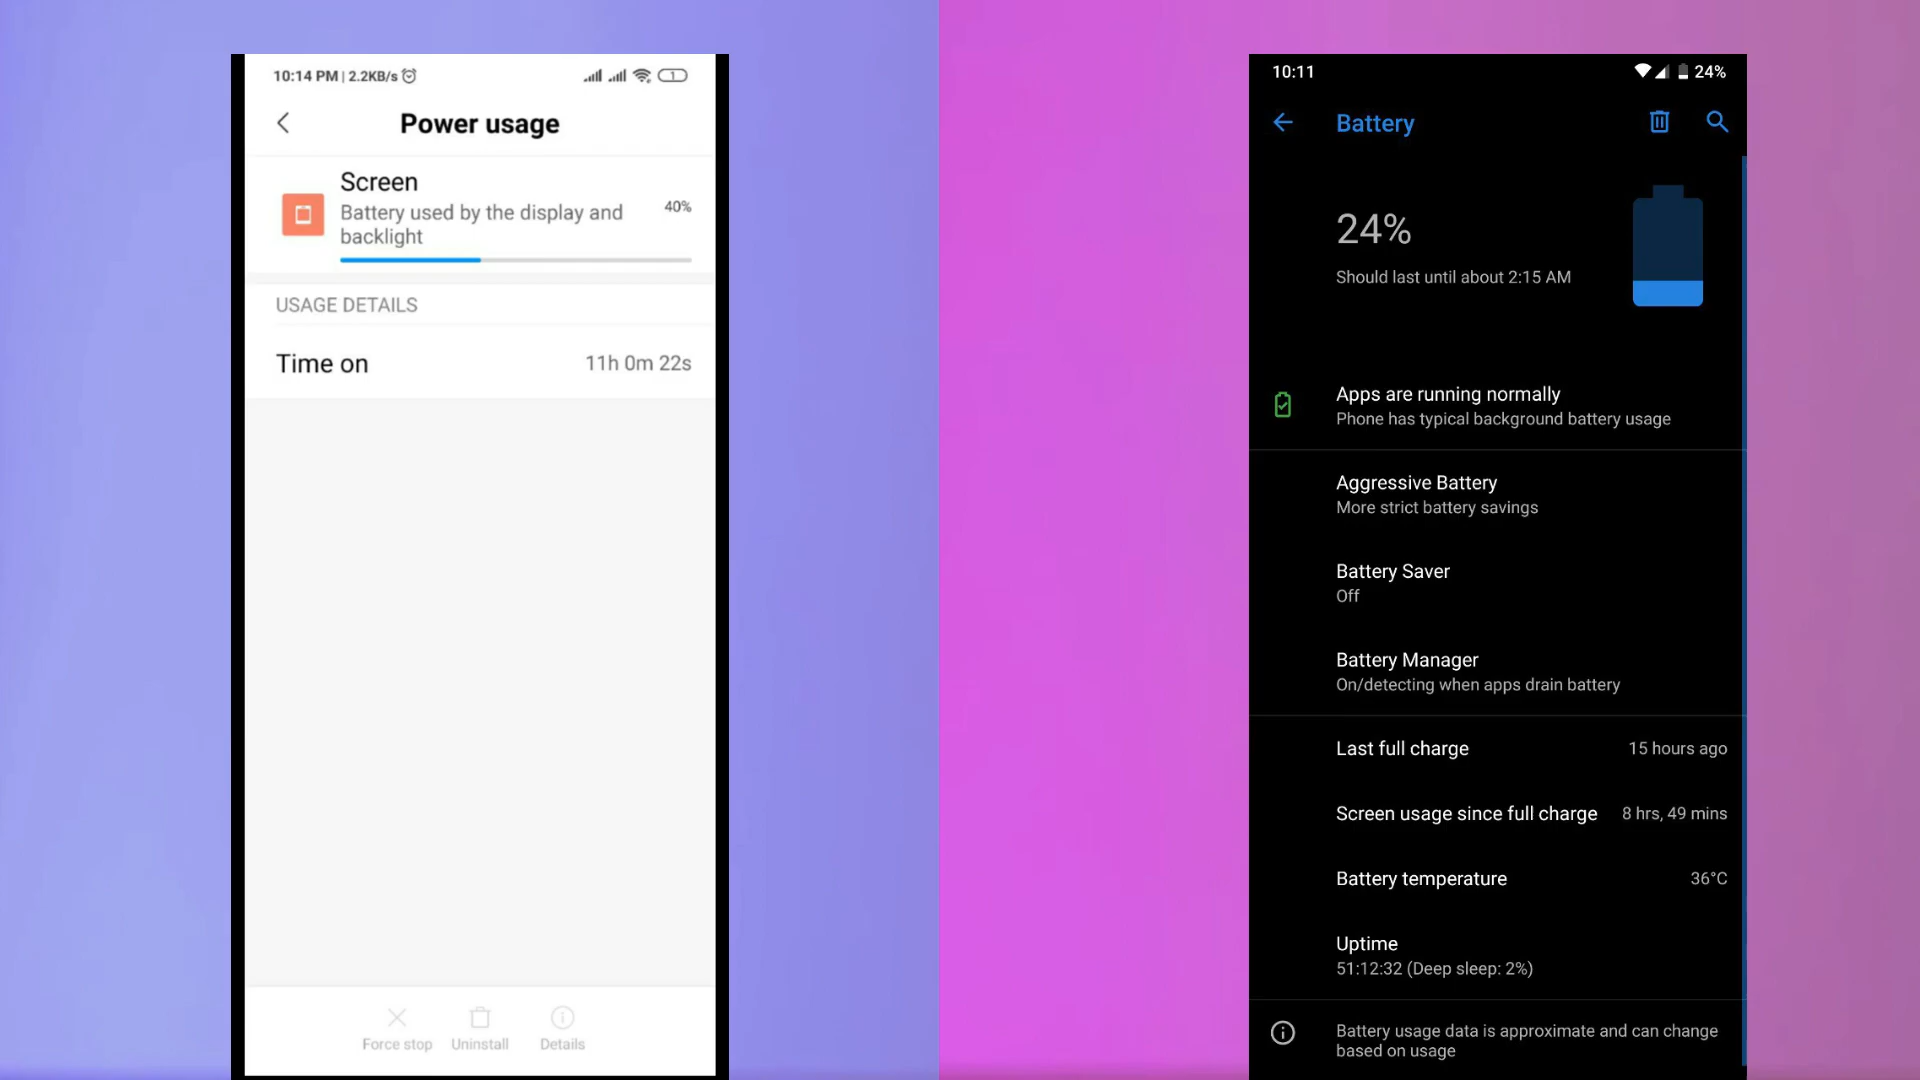 10:14 PM | 2.2KB/s
1
Power usage
Screen
Battery used by the display and
backlight
40%
USAGE DETAILS
Time on 11h 0m 22s
Force stop Uninstall Details
10:11 24%
Battery
24%
Should last until about 2:15 AM
Apps are running normally
Phone has typical background battery usage
Aggressive Battery
More strict battery savings
Battery Saver
Off
Battery Manager
On/detecting when apps drain battery
Last full charge 15 hours ago
Screen usage since full charge 8 hrs, 49 mins
Battery temperature 36°C
Uptime
51:12:32 (Deep sleep: 2%)
Battery usage data is approximate and can change
based on usage